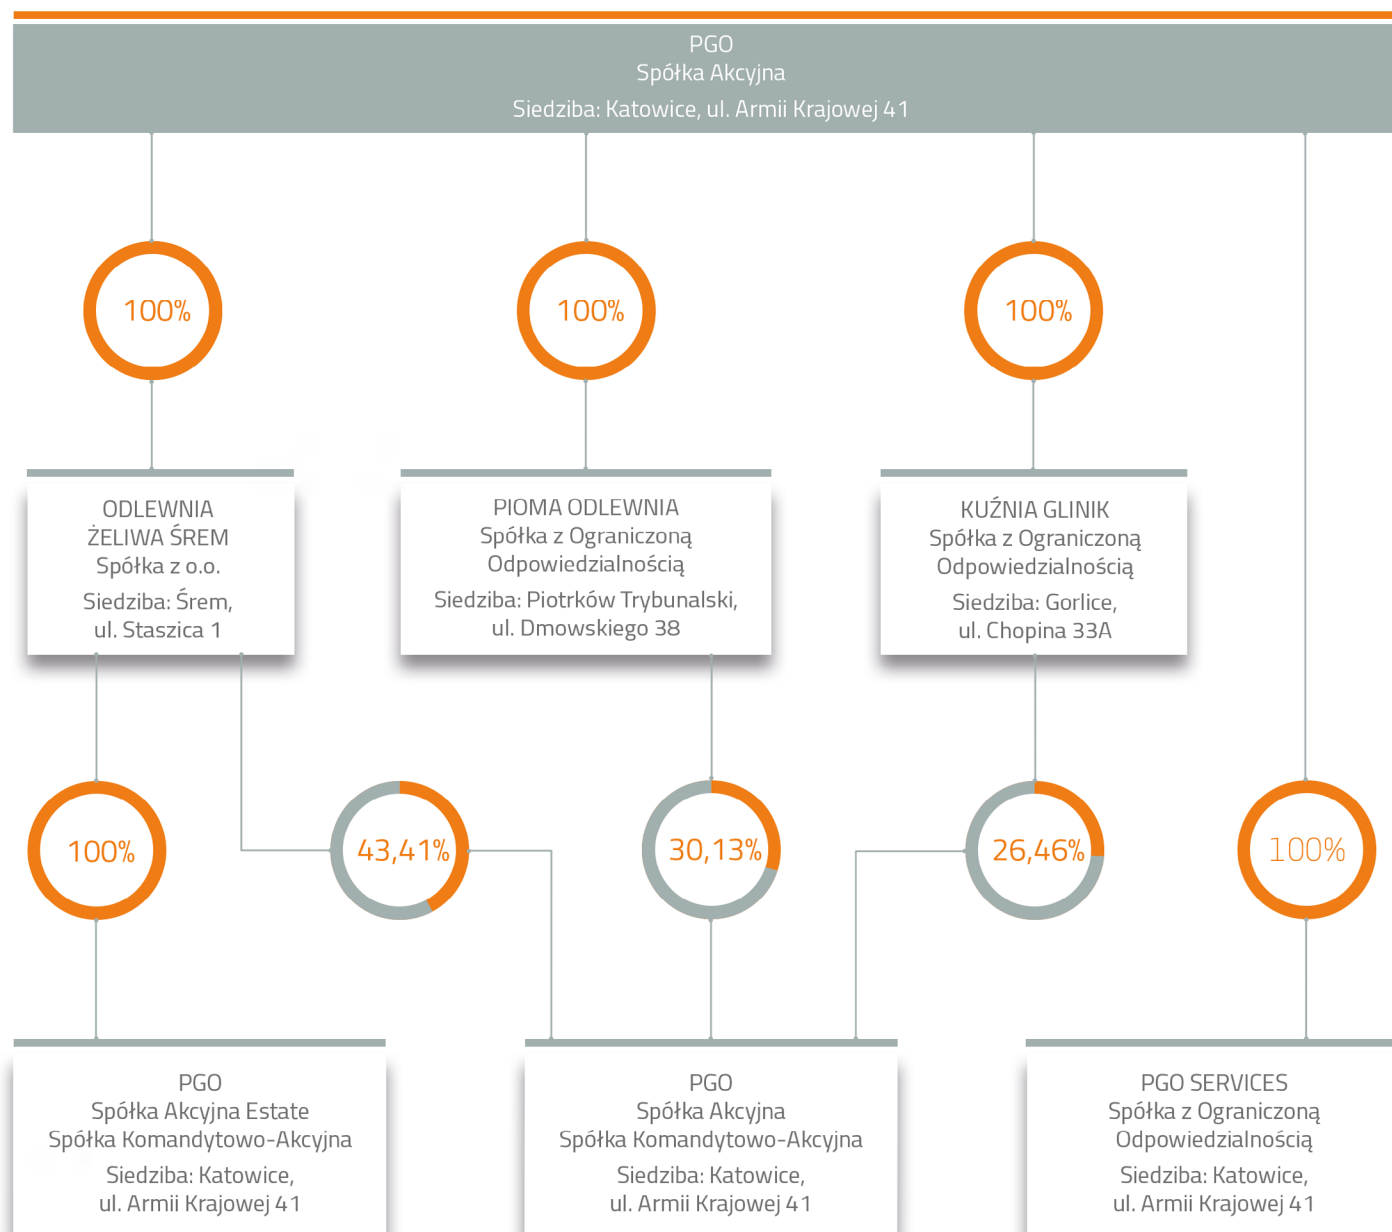 PGO
Spółka Akcyjna
Siedziba: Katowice, ul. Armii Krajowej 41
100%
100%
100%
ODLEWNIA
ŻELIWA ŚREM
Spółka z o.o.
Siedziba: Śrem,
ul. Staszica 1
PIOMA ODLEWNIA
Spółka z Ograniczoną
Odpowiedzialnością
Siedziba: Piotrków Trybunalski,
ul. Dmowskiego 38
KUŹNIA GLINIK
Spółka z Ograniczoną
Odpowiedzialnością
Siedziba: Gorlice,
ul. Chopina 33A
100%
43,41%
30,13%
26,46%
100%
PGO
Spółka Akcyjna Estate
Spółka Komandytowo-Akcyjna
Siedziba: Katowice,
ul. Armii Krajowej 41
PGO
Spółka Akcyjna
Spółka Komandytowo-Akcyjna
Siedziba: Katowice,
ul. Armii Krajowej 41
PGO SERVICES
Spółka z Ograniczoną
Odpowiedzialnością
Siedziba: Katowice,
ul. Armii Krajowej 41